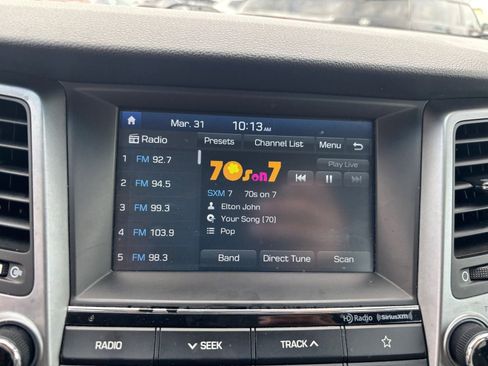 Mar. 31 10:13 AM
Radio Presets Channel List Menu
1 FM 92.7
2 FM 94.5
3 FM 99.3
4 FM 103.9
5 FM 98.3
70s on 7
Play Live
SXM 7 70s on 7
Elton John
Your Song (70)
Pop
Band Direct Tune Scan
HD Radio SiriusXM
RADIO SEEK TRACK